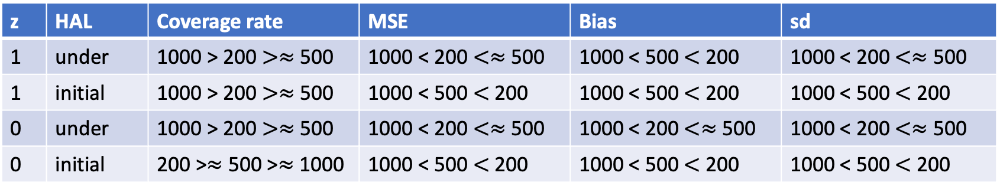 z HAL Coverage rate MSE Bias sd
1 under 1000 > 200 >≈ 500 1000 < 200 <≈ 500 1000 < 500 < 200 1000 < 200 <≈ 500
1 initial 1000 > 200 >≈ 500 1000 < 500 < 200 1000 < 500 < 200 1000 < 500 < 200
0 under 1000 > 200 >≈ 500 1000 < 200 <≈ 500 1000 < 200 <≈ 500 1000 < 200 <≈ 500
0 initial 200 >≈ 500 >≈ 1000 1000 < 500 < 200 1000 < 500 < 200 1000 < 500 < 200